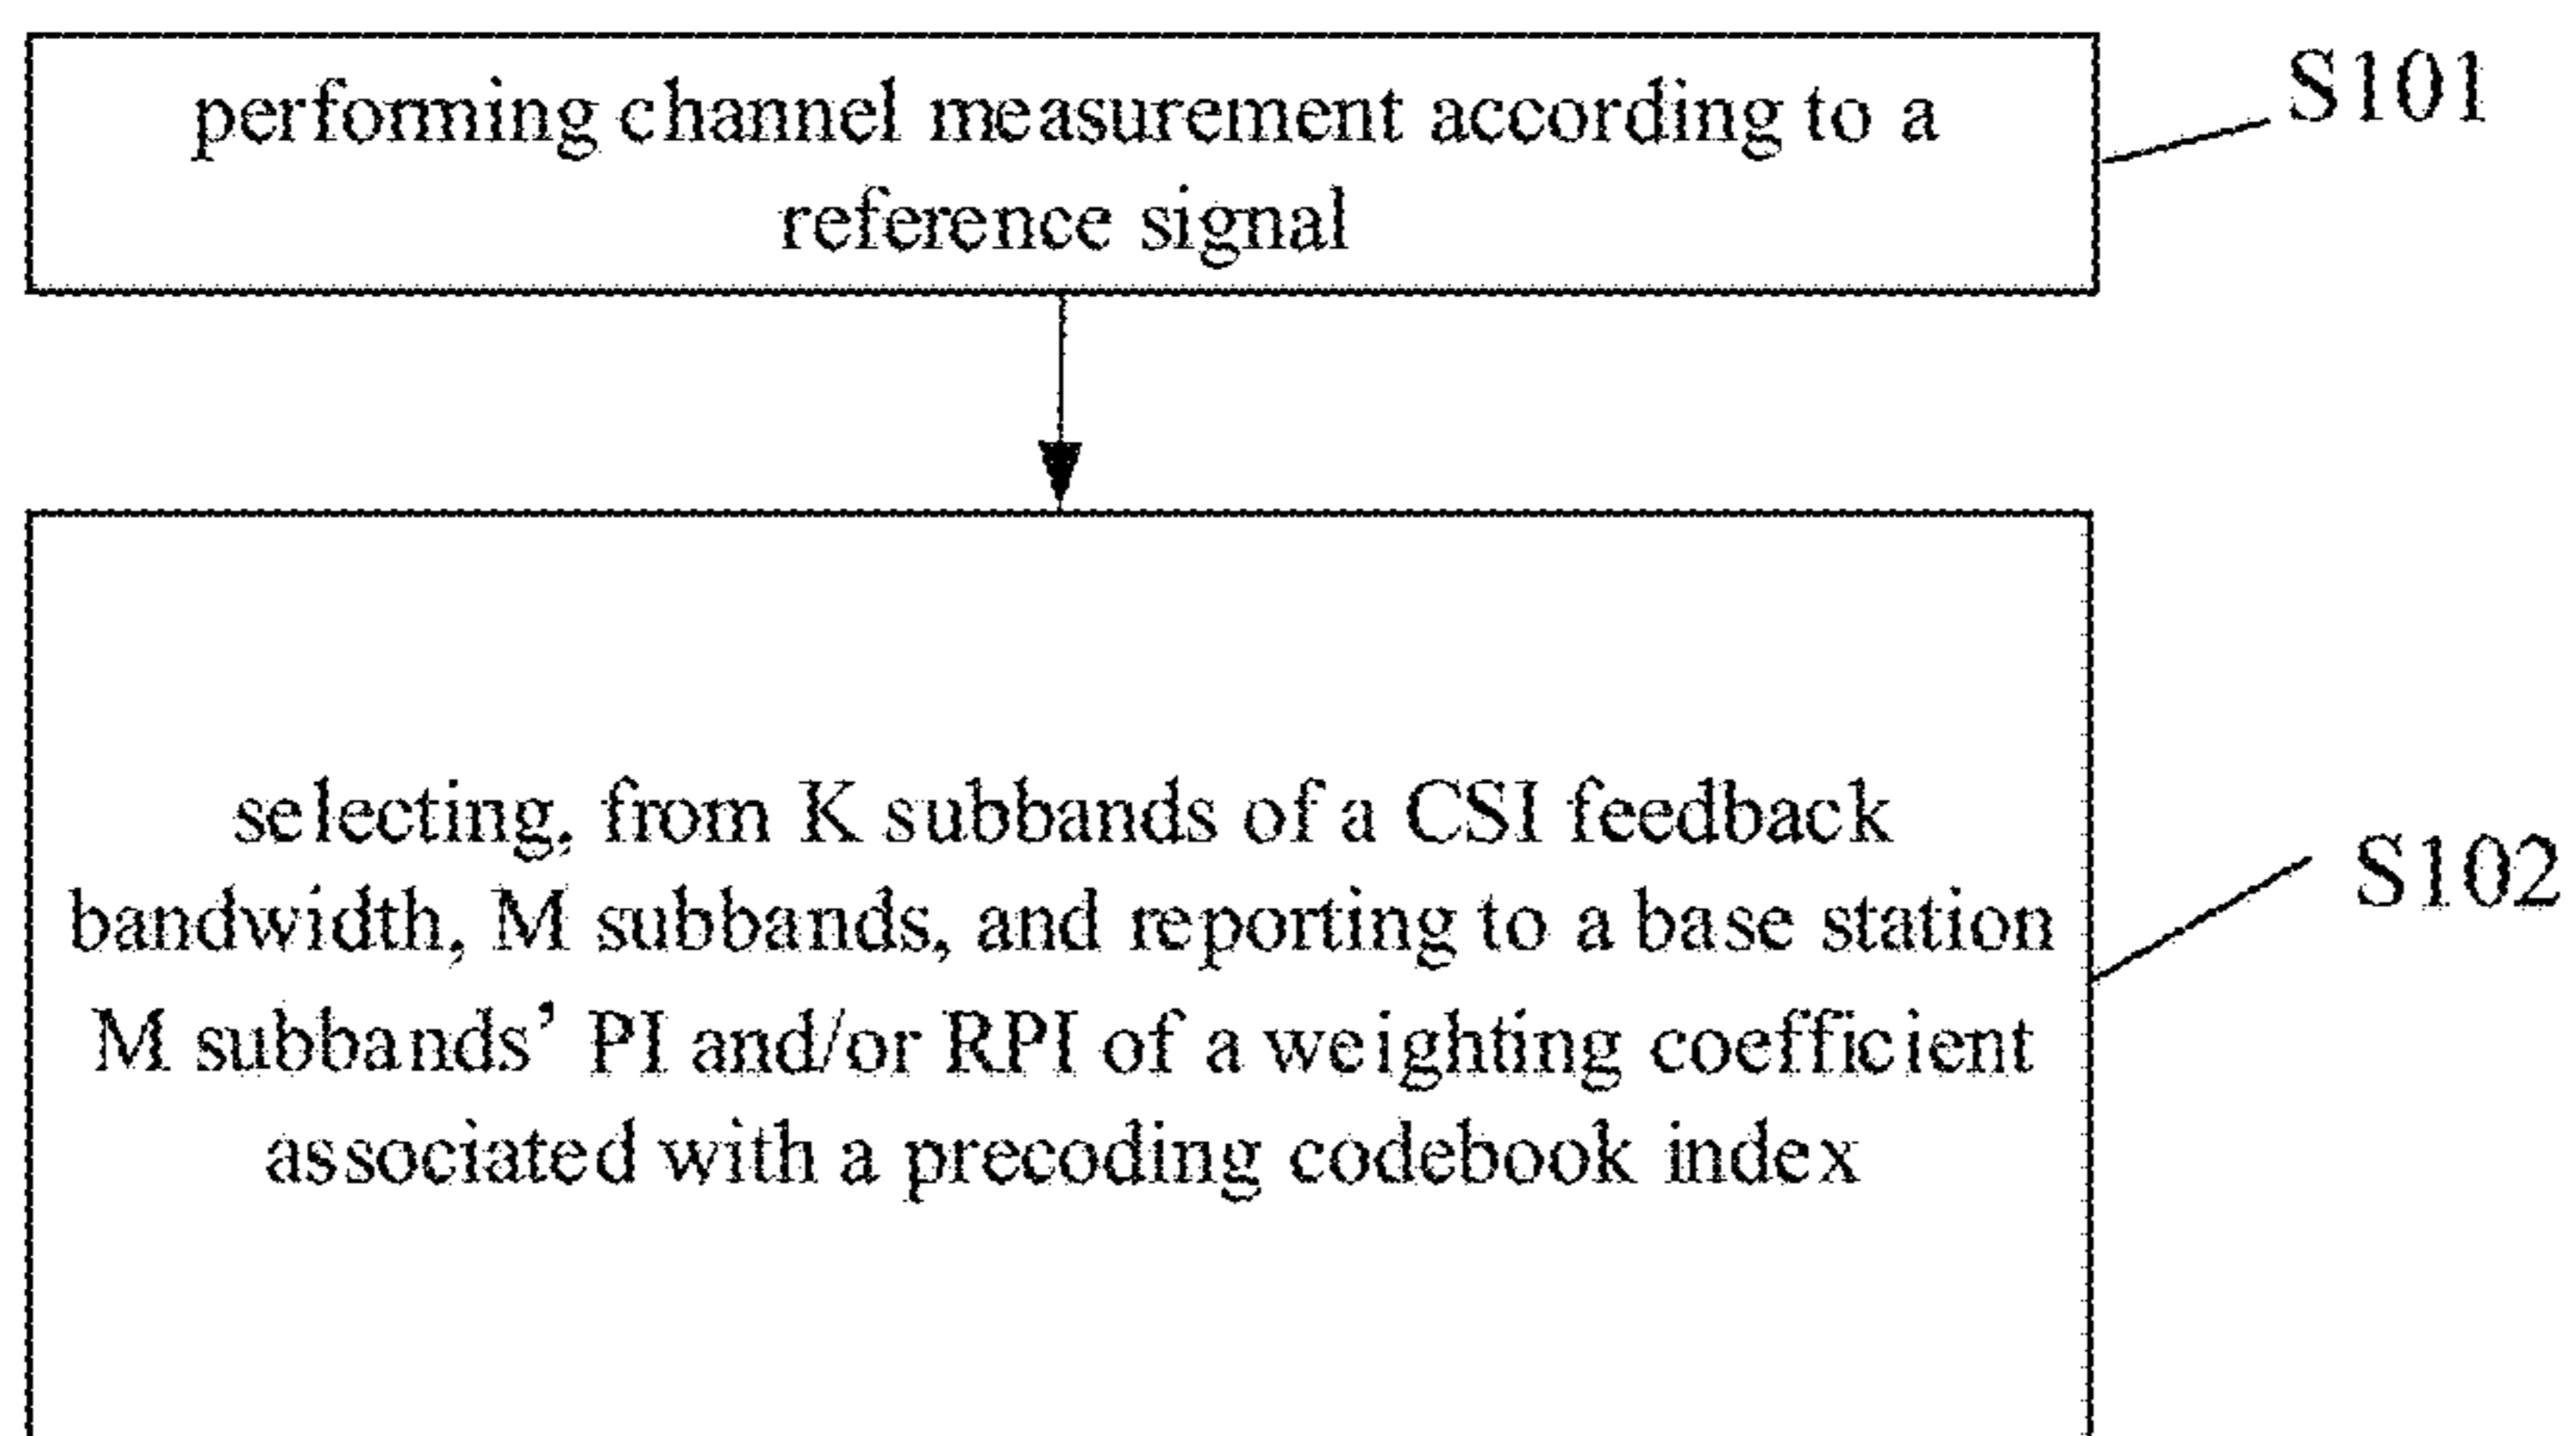 performing channel measurement according to a
reference signal
S101
selecting, from K subbands of a CSI feedback
bandwidth, M subbands, and reporting to a base station
M subbands’ PI and/or RPI of a weighting coefficient
associated with a precoding codebook index
S102